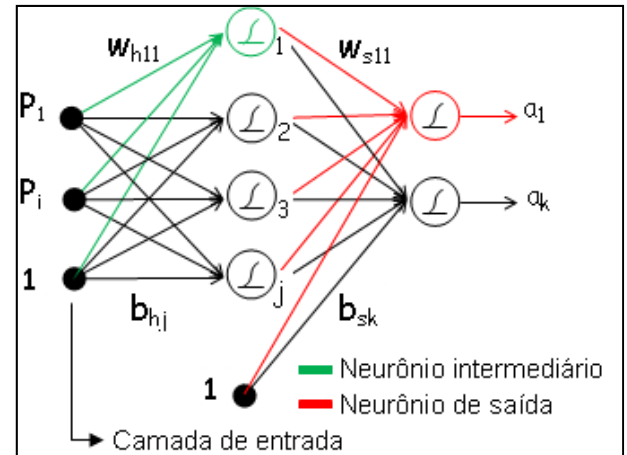 w_h11
1
w_s11
P_1
2
a_1
P_i
3
a_k
1
j
b_hj
b_sk
1
Neurônio intermediário
Neurônio de saída
Camada de entrada